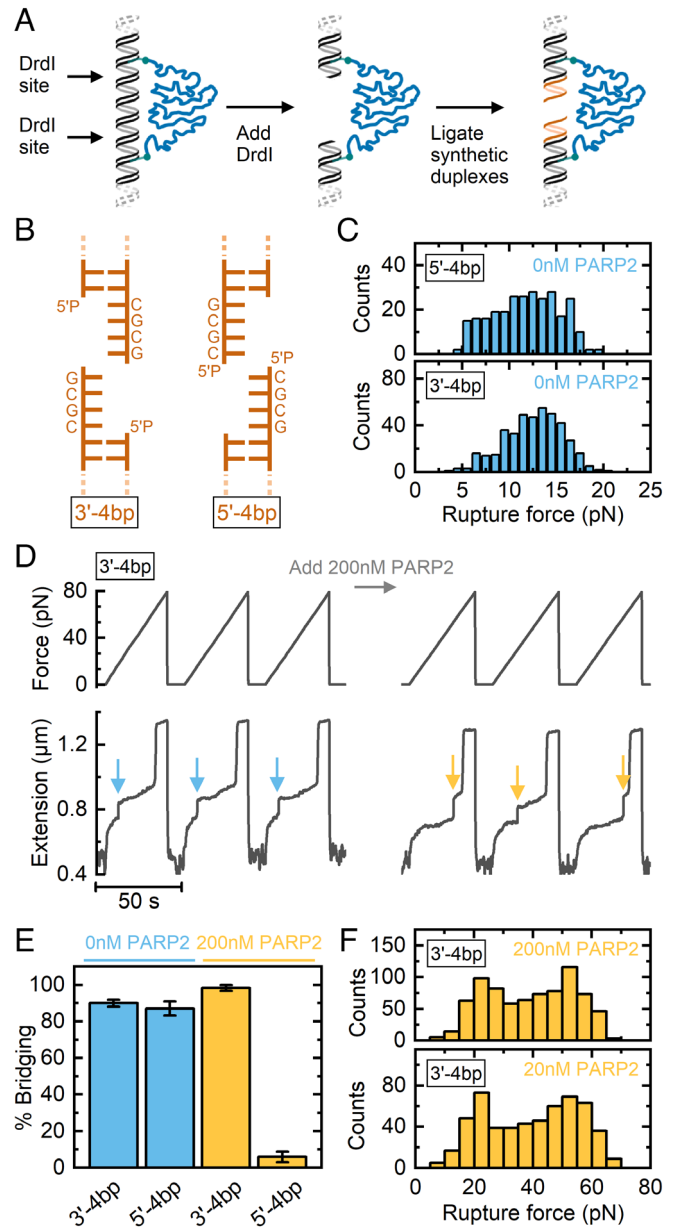 A
DrdI site
DrdI site
Add DrdI
Ligate synthetic duplexes
B
5'P
C
G
C
G
G
C
G
C
5'P
3'-4bp
G
C
G
C
5'P
5'P
C
G
C
G
5'-4bp
C
5'-4bp
0nM PARP2
40
20
0
Counts
3'-4bp
0nM PARP2
80
40
0
Counts
0 5 10 15 20 25
Rupture force (pN)
D
3'-4bp
Add 200nM PARP2
80
40
0
Force (pN)
1.2
0.8
0.4
Extension (μm)
50 s
E
0nM PARP2
200nM PARP2
100
80
60
40
20
0
% Bridging
3'-4bp
5'-4bp
3'-4bp
5'-4bp
F
3'-4bp
200nM PARP2
150
100
50
0
Counts
3'-4bp
20nM PARP2
80
40
0
Counts
0 20 40 60 80
Rupture force (pN)